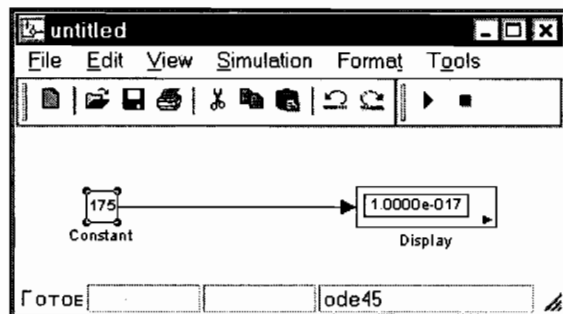 untitled
File Edit View Simulation Format Tools
175
1.0000e-017
Constant
Display
Готов ode45